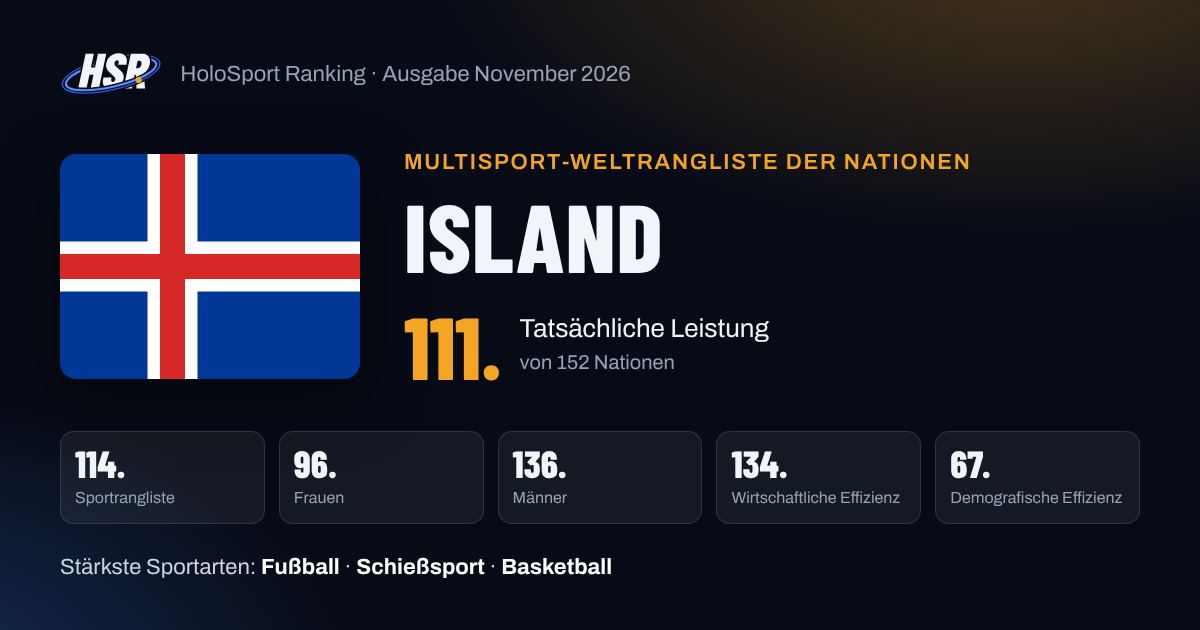 HSR HoloSport Ranking · Ausgabe November 2026
MULTISPORT-WELTRANGLISTE DER NATIONEN
ISLAND
111. Tatsächliche Leistung
von 152 Nationen
114.
Sportrangliste
96.
Frauen
136.
Männer
134.
Wirtschaftliche Effizienz
67.
Demografische Effizienz
Stärkste Sportarten: Fußball · Schießsport · Basketball